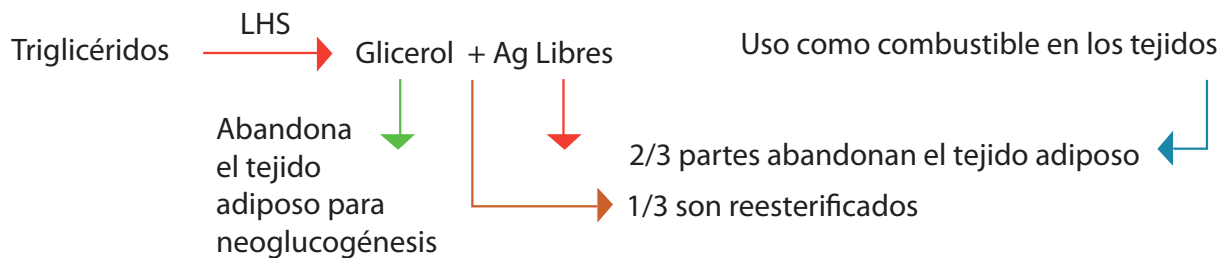 LHS
Triglicéridos
Glicerol + Ag Libres
Uso como combustible en los tejidos
Abandona
el tejido
adiposo para
neoglucogénesis
2/3 partes abandonan el tejido adiposo
1/3 son reesterificados